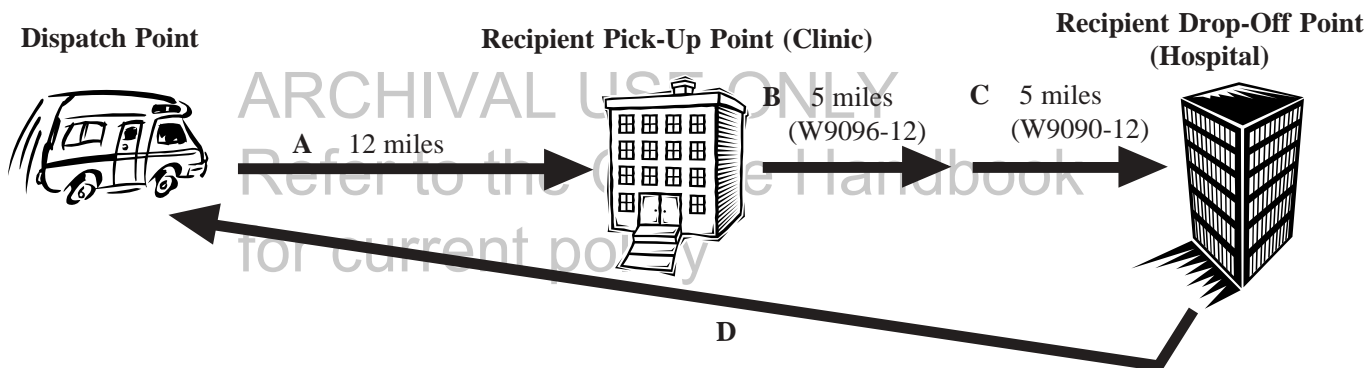 Dispatch Point
Recipient Pick-Up Point (Clinic)
Recipient Drop-Off Point
(Hospital)
ARCHIVAL USE ONLY
Refer to the Online Handbook
for current policy
A 12 miles
B 5 miles
(W9096-12)
C 5 miles
(W9090-12)
D